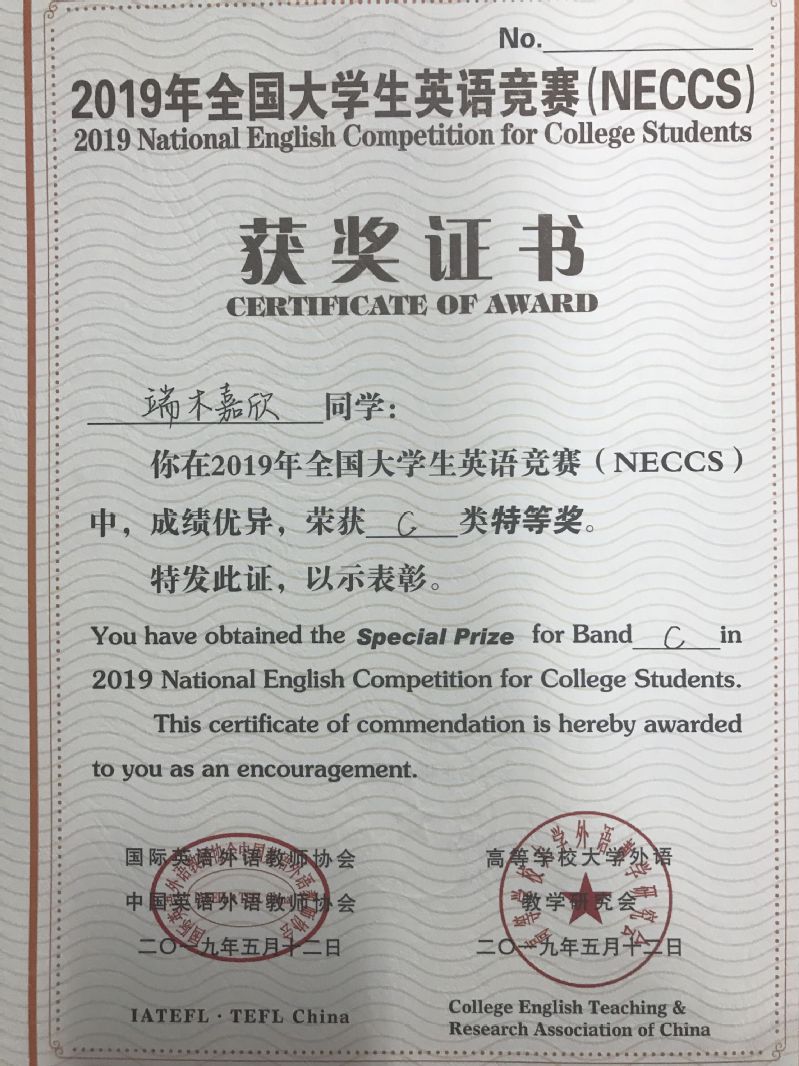 No.
2019年全国大学生英语竞赛(NECCS)
2019 National English Competition for College Students
获奖证书
CERTIFICATE OF AWARD
端木嘉欣同学：
你在2019年全国大学生英语竞赛（NECCS）
中，成绩优异，荣获 C 类特等奖。
特发此证，以示表彰。
You have obtained the Special Prize for Band C in
2019 National English Competition for College Students.
This certificate of commendation is hereby awarded
to you as an encouragement.
国际英语外语教师协会
中国英语外语教师协会
二〇一九年五月十二日
IATEFL · TEFL China
高等学校大学外语
教学研究会
二〇一九年五月十二日
College English Teaching &
Research Association of China